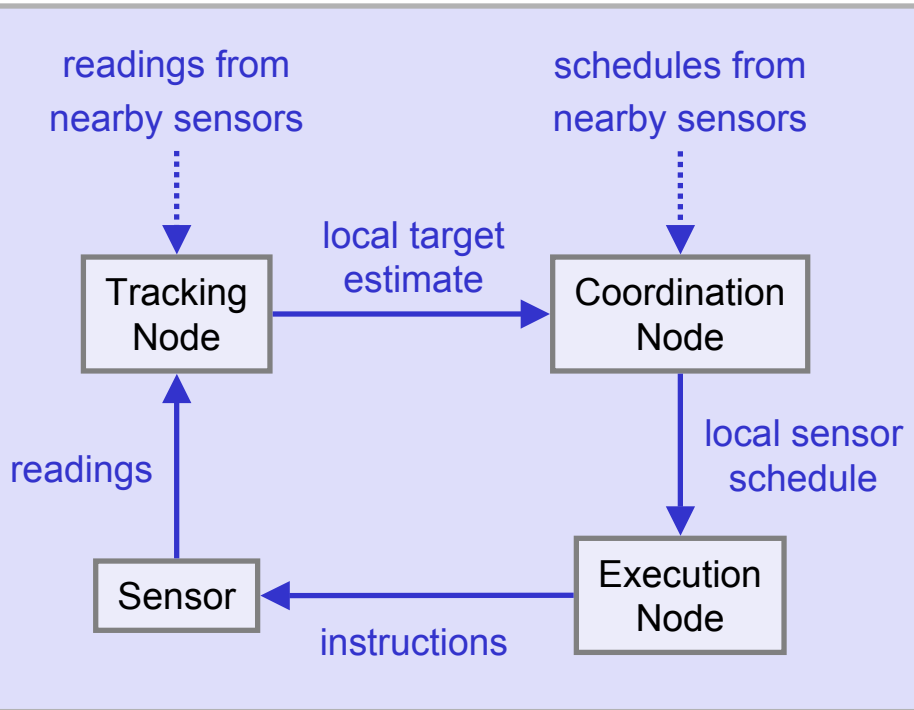 readings from
nearby sensors
schedules from
nearby sensors
local target
estimate
Tracking
Node
Coordination
Node
readings
local sensor
schedule
Sensor
instructions
Execution
Node